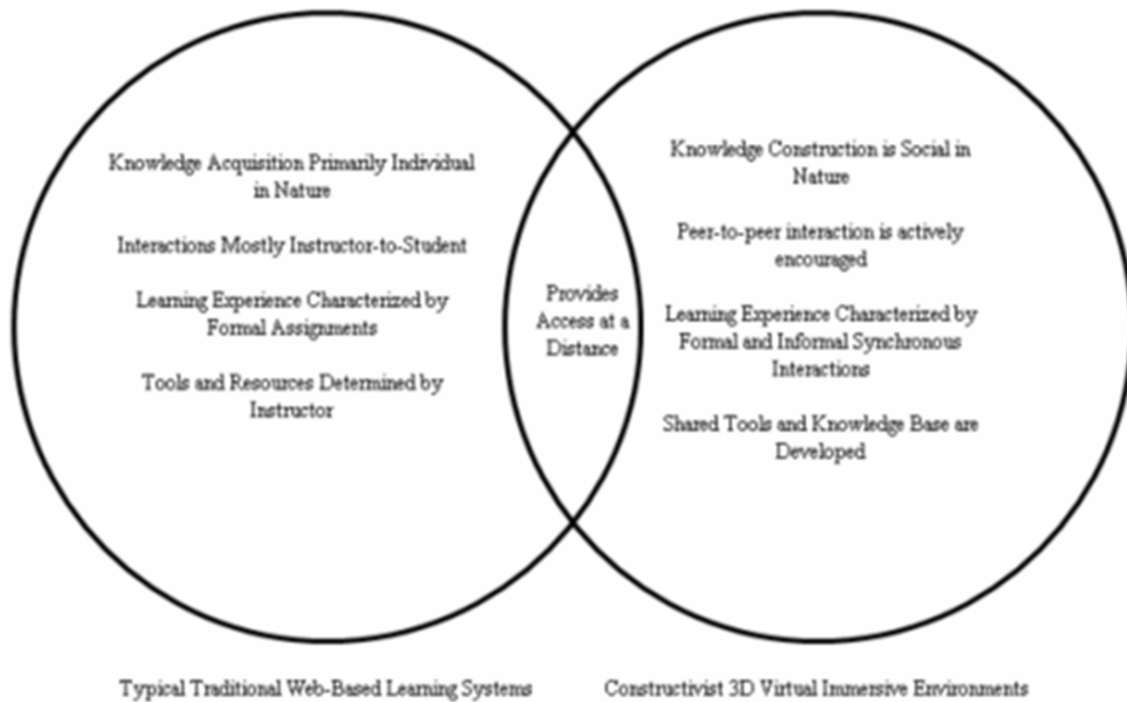 Knowledge Acquisition Primarily Individual
in Nature
Interactions Mostly Instructor-to-Student
Learning Experience Characterized by
Formal Assignments
Tools and Resources Determined by
Instructor
Provides
Access at a
Distance
Knowledge Construction is Social in
Nature
Peer-to-peer interaction is actively
encouraged
Learning Experience Characterized by
Formal and Informal Synchronous
Interactions
Shared Tools and Knowledge Base are
Developed
Typical Traditional Web-Based Learning Systems
Constructivist 3D Virtual Immersive Environments